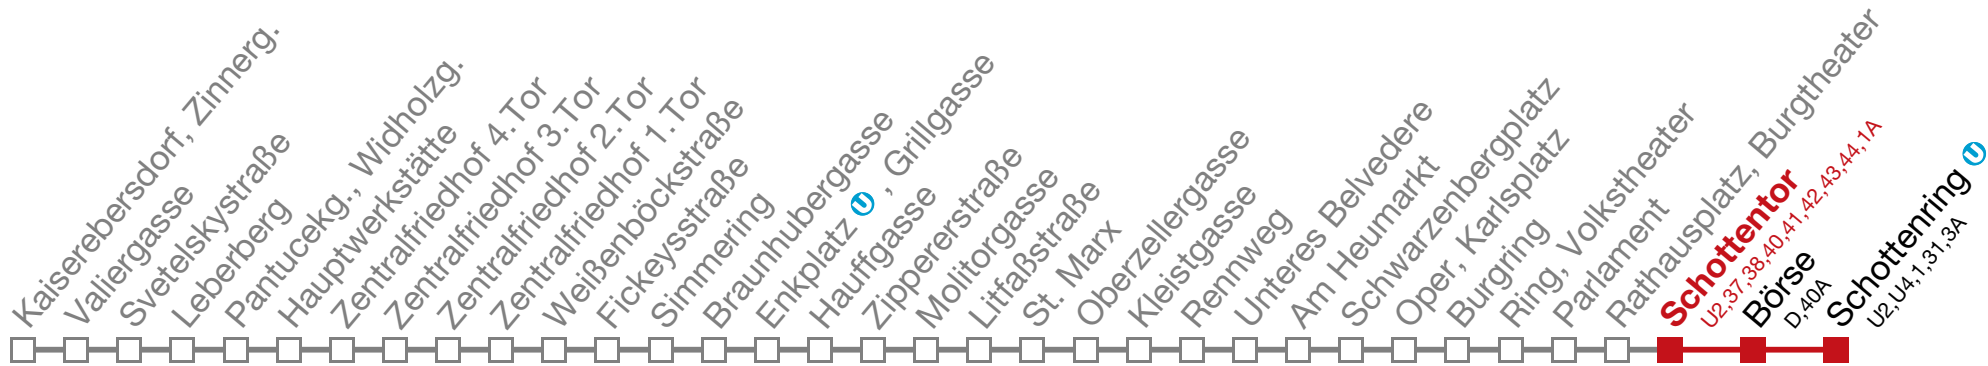 Kaiserebersdorf, Zinnerg.
Valiergasse
Svetelskystraße
Leberberg
Pantucekg., Widholzg.
Hauptwerkstätte
Zentralfriedhof 4.Tor
Zentralfriedhof 3.Tor
Zentralfriedhof 2.Tor
Zentralfriedhof 1.Tor
Weißenböckstraße
Fickeysstraße
Simmering
Braunhubergasse
Enkplatz U, Grillgasse
Hauffgasse
Zippererstraße
Molitorgasse
Litfaßstraße
St. Marx
Oberzellergasse
Kleistgasse
Rennweg
Unteres Belvedere
Am Heumarkt
Schwarzenbergplatz
Oper, Karlsplatz
Burgring
Ring, Volkstheater
Parlament
Rathausplatz, Burgtheater
Schottentor
U2,37,38,40,41,42,43,44,1A
Börse
D,40A
Schottenring U
U2,U4,1,31,3A